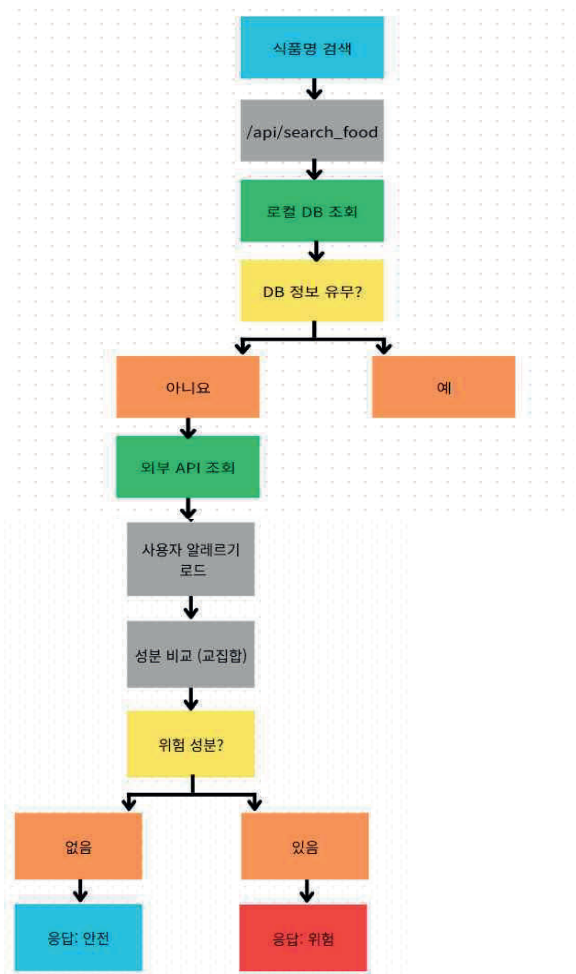 식품명 검색
/api/search_food
로컬 DB 조회
DB 정보 유무?
아니요
예
외부 API 조회
사용자 알레르기
로드
성분 비교 (교집합)
위험 성분?
없음
있음
응답: 안전
응답: 위험